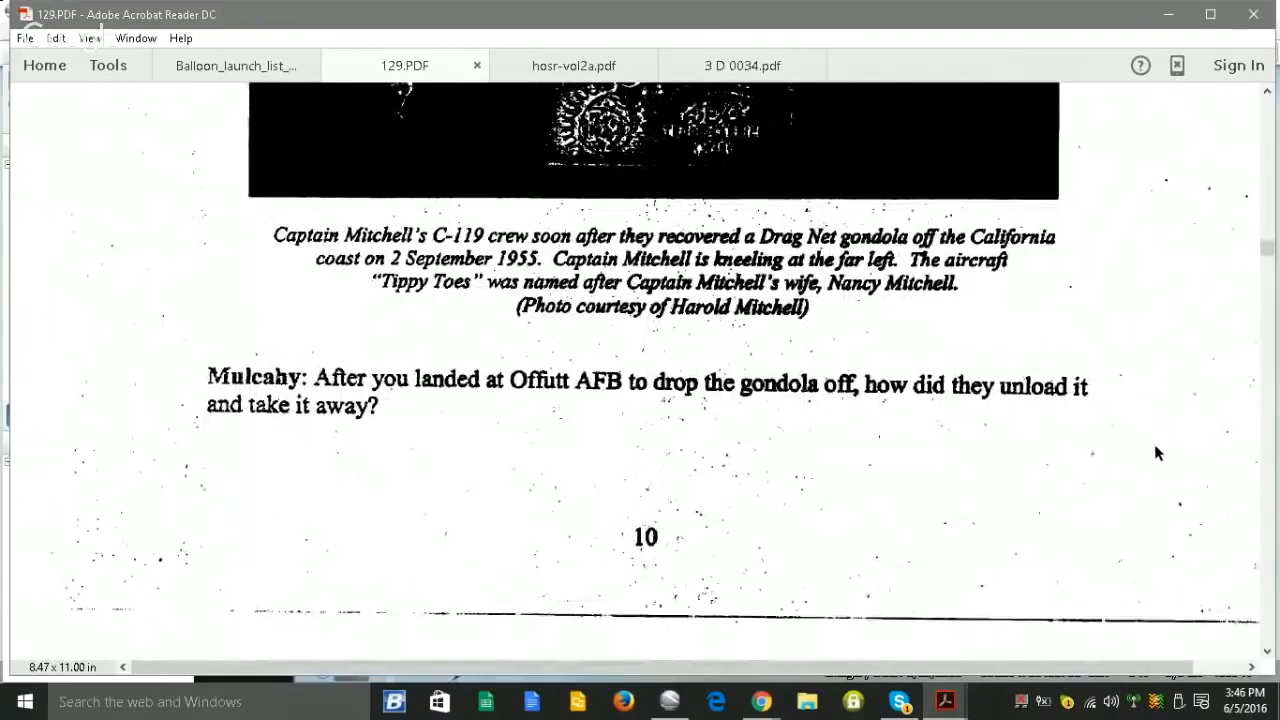 129.PDF - Adobe Acrobat Reader DC
Google
File Edit View Window Help
Home Tools Balloon_launch_list_... 129.PDF × hosr-vol2a.pdf 3 D 0034.pdf ? Sign In
Captain Mitchell's C-119 crew soon after they recovered a Drag Net gondola off the California
coast on 2 September 1955. Captain Mitchell is kneeling at the far left. The aircraft
"Tippy Toes" was named after Captain Mitchell's wife, Nancy Mitchell.
(Photo courtesy of Harold Mitchell)
Mulcahy: After you landed at Offutt AFB to drop the gondola off, how did they unload it
and take it away?
10
8.47 x 11.00 in
Search the web and Windows
3:46 PM
6/5/2016